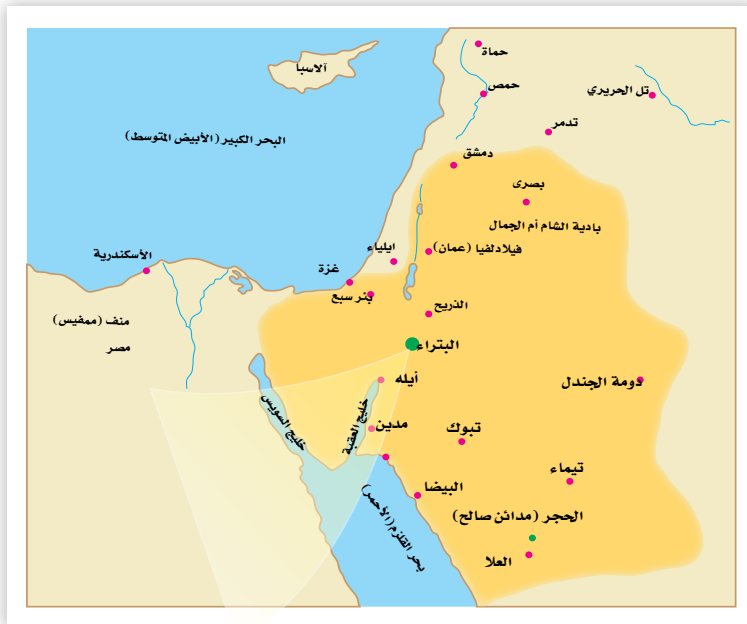 حماة
آلاسيا
حمص
تل الحريري
تدمر
البحر الكبير (الأبيض المتوسط)
دمشق
بصرى
بادية الشام أم الجمال
ايلياء
فيلادلفيا (عمان)
الأسكندرية
غزة
بئر سبع
الذريح
منف (ممفيس)
مصر
البتراء
أيله
دومة الجندل
خليج السويس
خليج العقبة
مدين
تبوك
تيماء
البيضا
بحر القلزم (الأحمر)
الحجر (مدائن صالح)
العلا